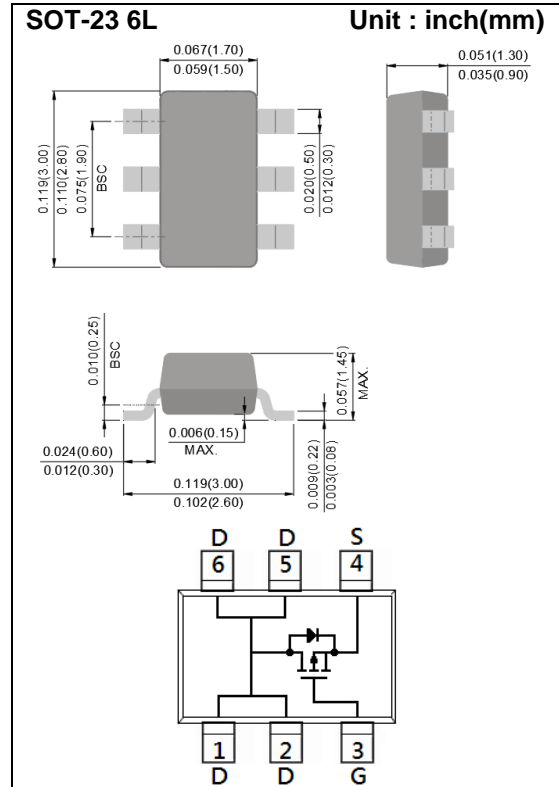 SOT-23 6L Unit : inch(mm)
0.067(1.70)
0.059(1.50)
0.051(1.30)
0.035(0.90)
0.119(3.00)
0.110(2.80)
0.075(1.90)
BSC
0.020(0.50)
0.012(0.30)
0.010(0.25)
BSC
0.057(1.45)
MAX.
0.006(0.15)
MAX.
0.024(0.60)
0.012(0.30)
0.009(0.22)
0.003(0.08)
0.119(3.00)
0.102(2.60)
D D S
6 5 4
1 2 3
D D G